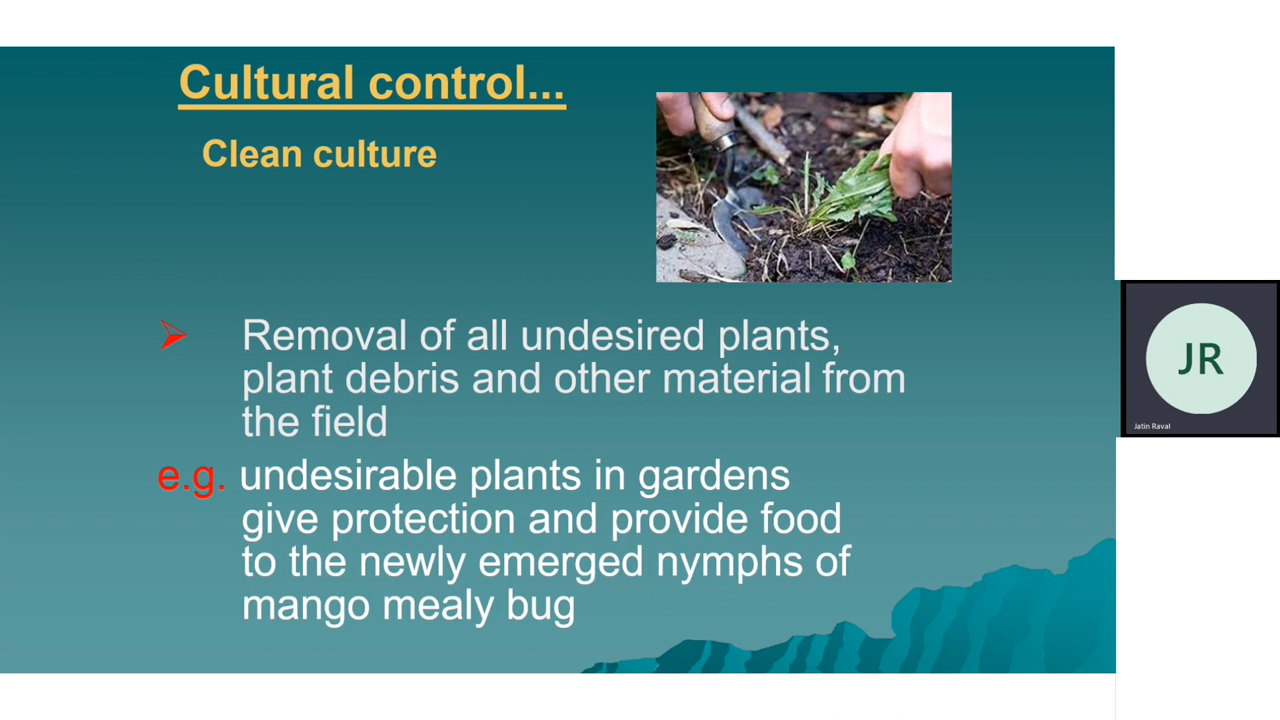 Cultural control...
Clean culture
Removal of all undesired plants,
plant debris and other material from
the field
e.g. undesirable plants in gardens
give protection and provide food
to the newly emerged nymphs of
mango mealy bug
JR
Jatin Raval